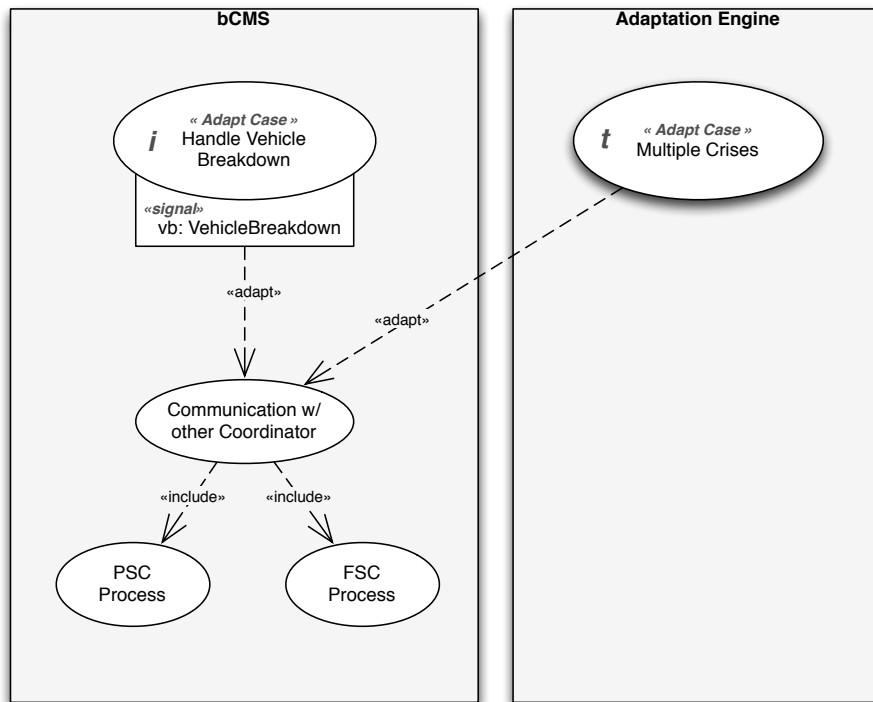 bCMS
« Adapt Case »
i
Handle Vehicle
Breakdown
«signal»
vb: VehicleBreakdown
«adapt»
Communication w/
other Coordinator
«include»
«include»
PSC
Process
FSC
Process
Adaptation Engine
« Adapt Case »
t
Multiple Crises
«adapt»